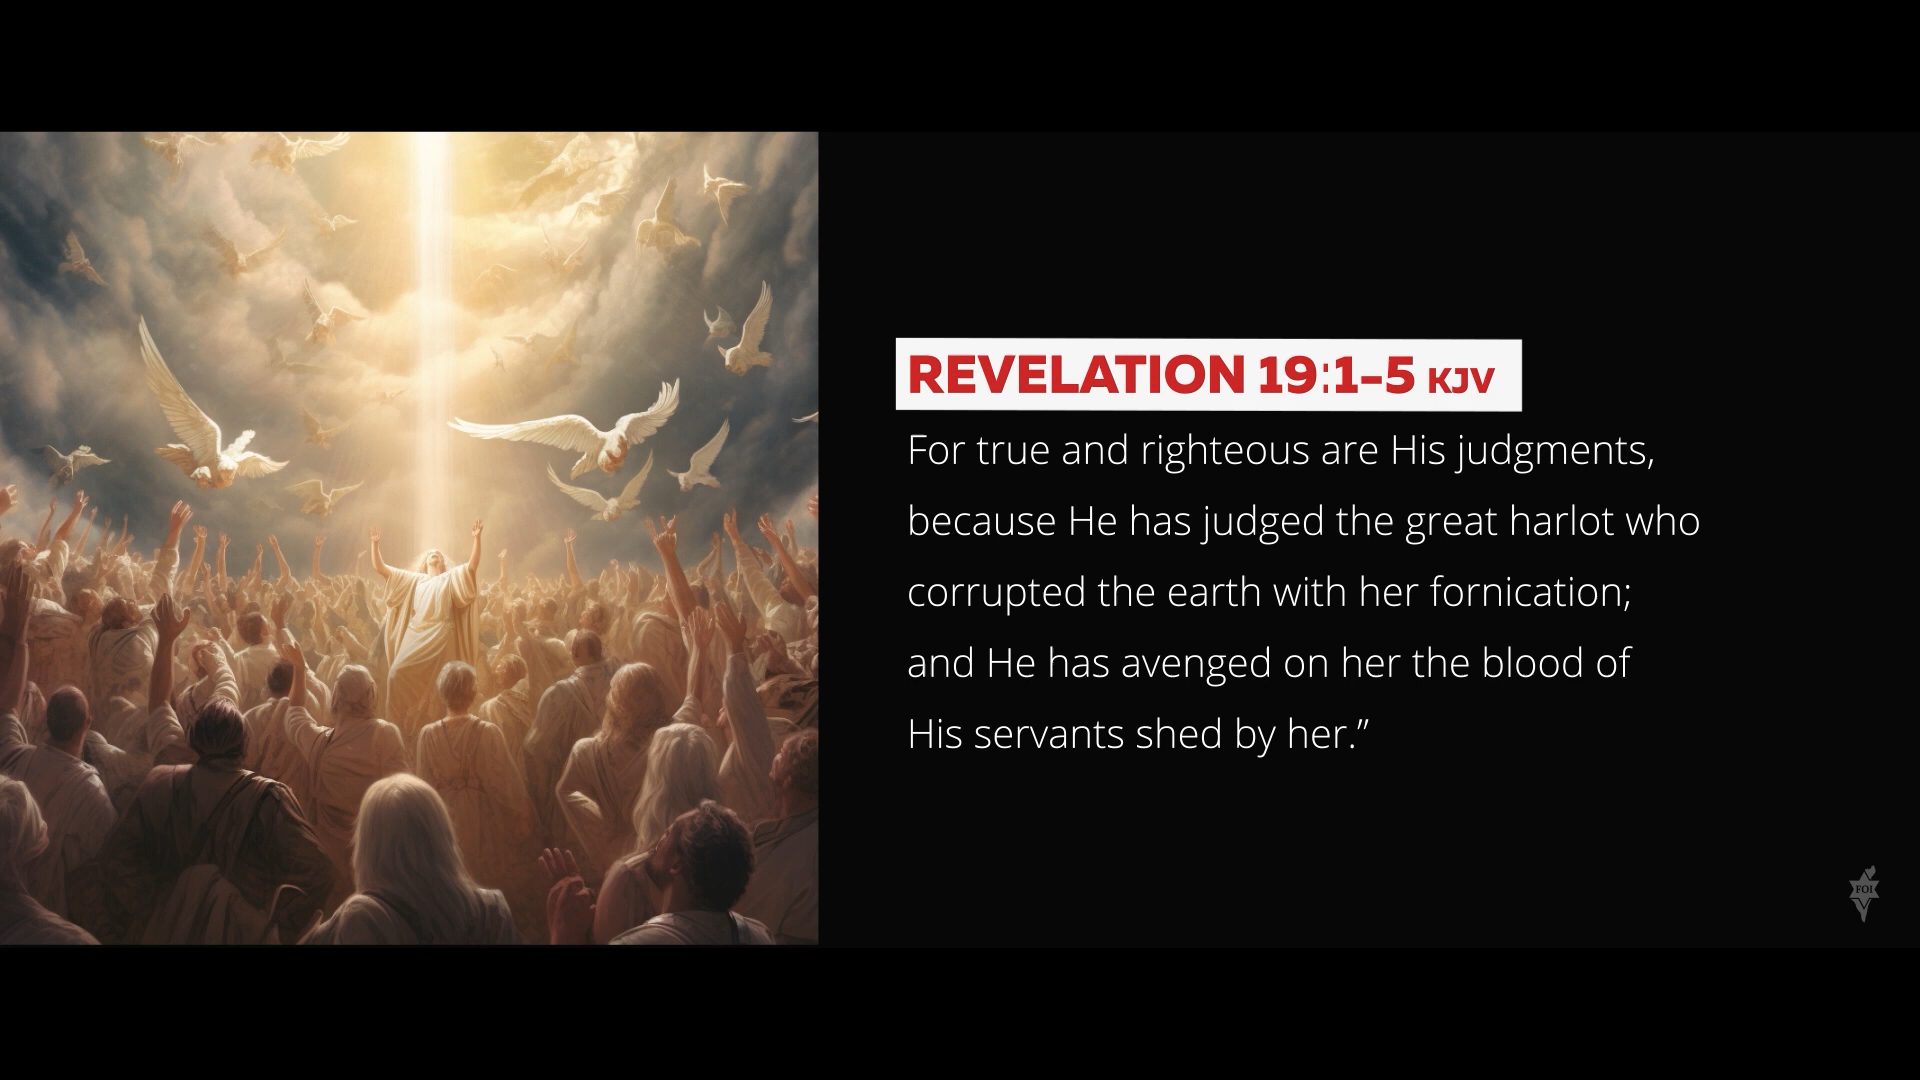 REVELATION 19:1-5 KJV
For true and righteous are His judgments,
because He has judged the great harlot who
corrupted the earth with her fornication;
and He has avenged on her the blood of
His servants shed by her.”
FOI